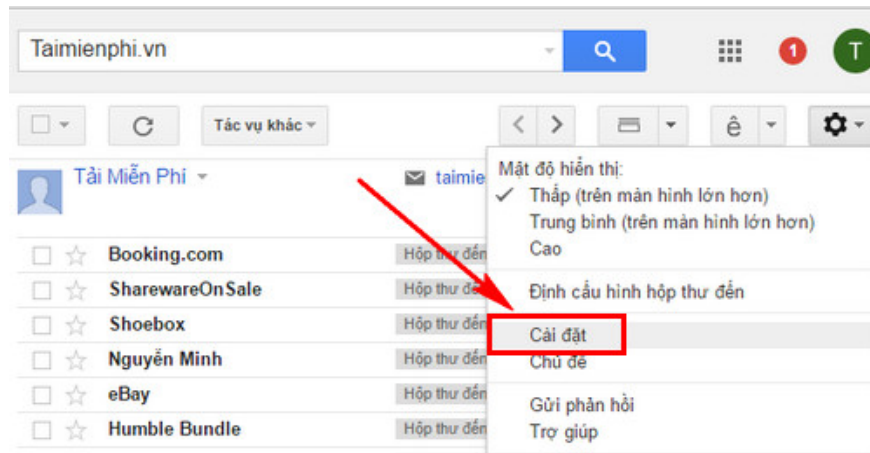 Taimienphi.vn
1
T
Tác vụ khác
ê
Tải Miễn Phí
taimie
Mật độ hiển thị:
Thấp (trên màn hình lớn hơn)
Trung bình (trên màn hình lớn hơn)
Cao
Định cấu hình hộp thư đến
Cài đặt
Chủ đề
Gửi phản hồi
Trợ giúp
Booking.com Hộp thư đến
SharewareOnSale Hộp thư đến
Shoebox Hộp thư đến
Nguyễn Minh Hộp thư đến
eBay Hộp thư đến
Humble Bundle Hộp thư đến